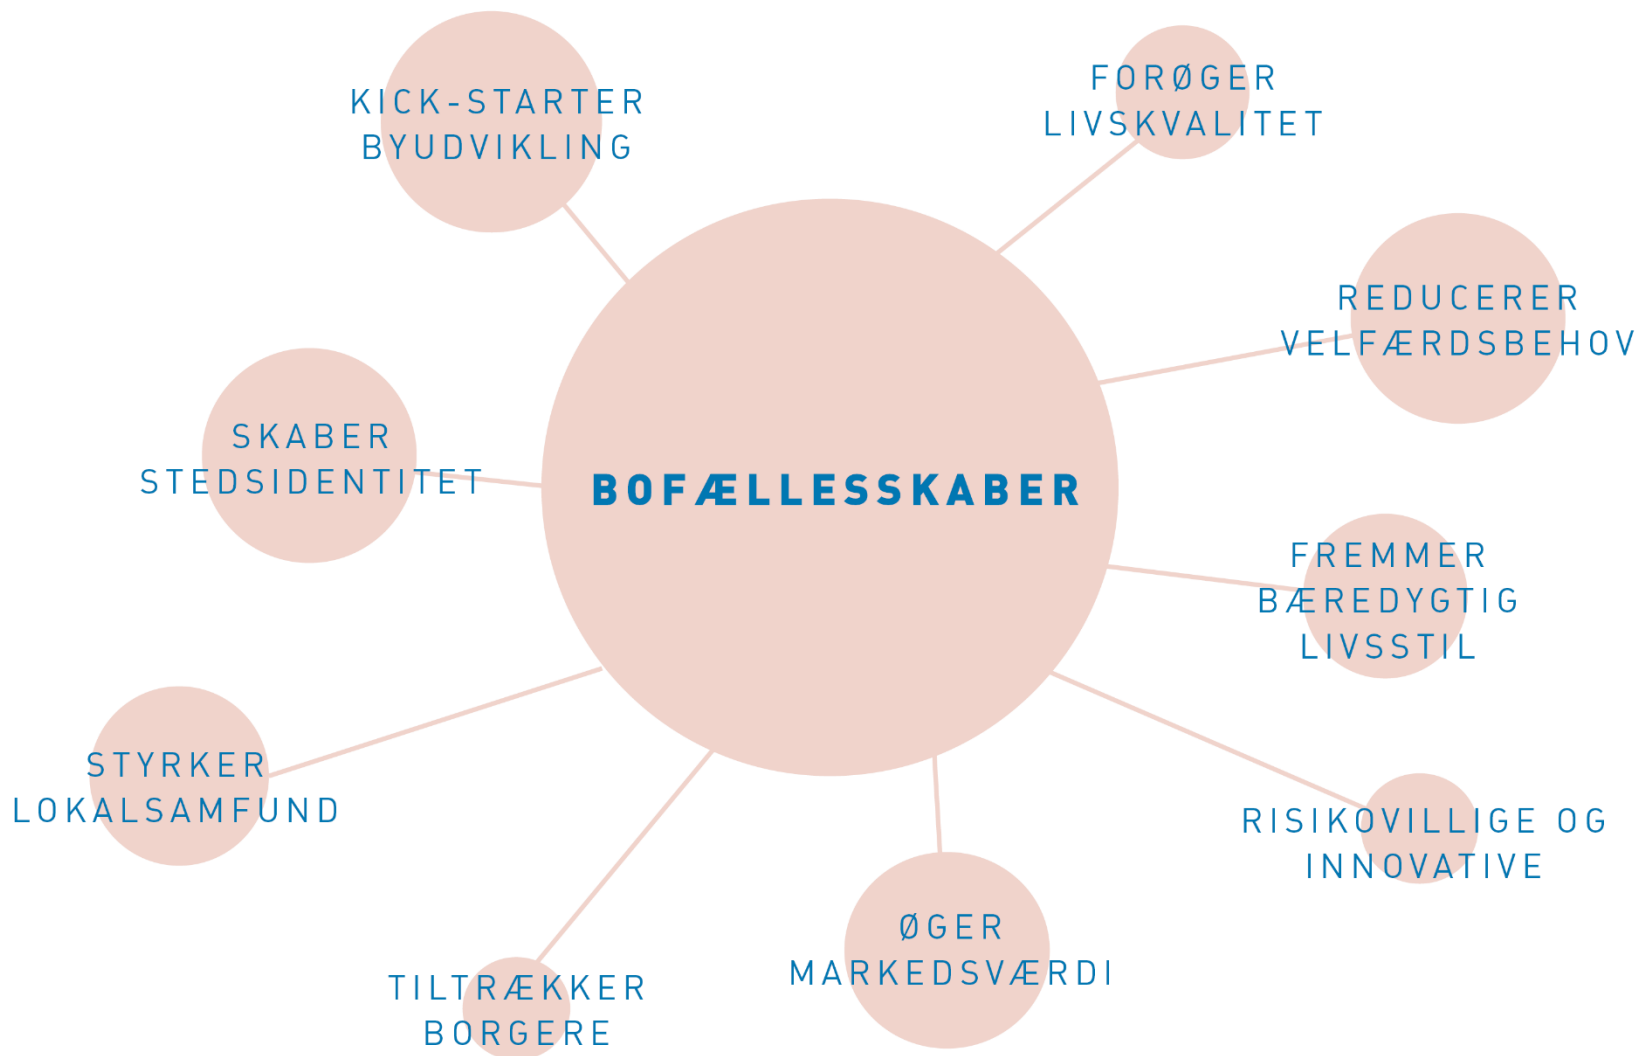 KICK-STARTER
BYUDVIKLING
FORØGER
LIVSKVALITET
REDUCERER
VELFÆRDSBEHOV
SKABER
STEDSIDENTITET
BOFÆLLESSKABER
FREMMER
BÆREDYGTIG
LIVSSTIL
STYRKER
LOKALSAMFUND
RISIKOVILLIGE OG
INNOVATIVE
ØGER
MARKEDSVÆRDI
TILTRÆKKER
BORGERE